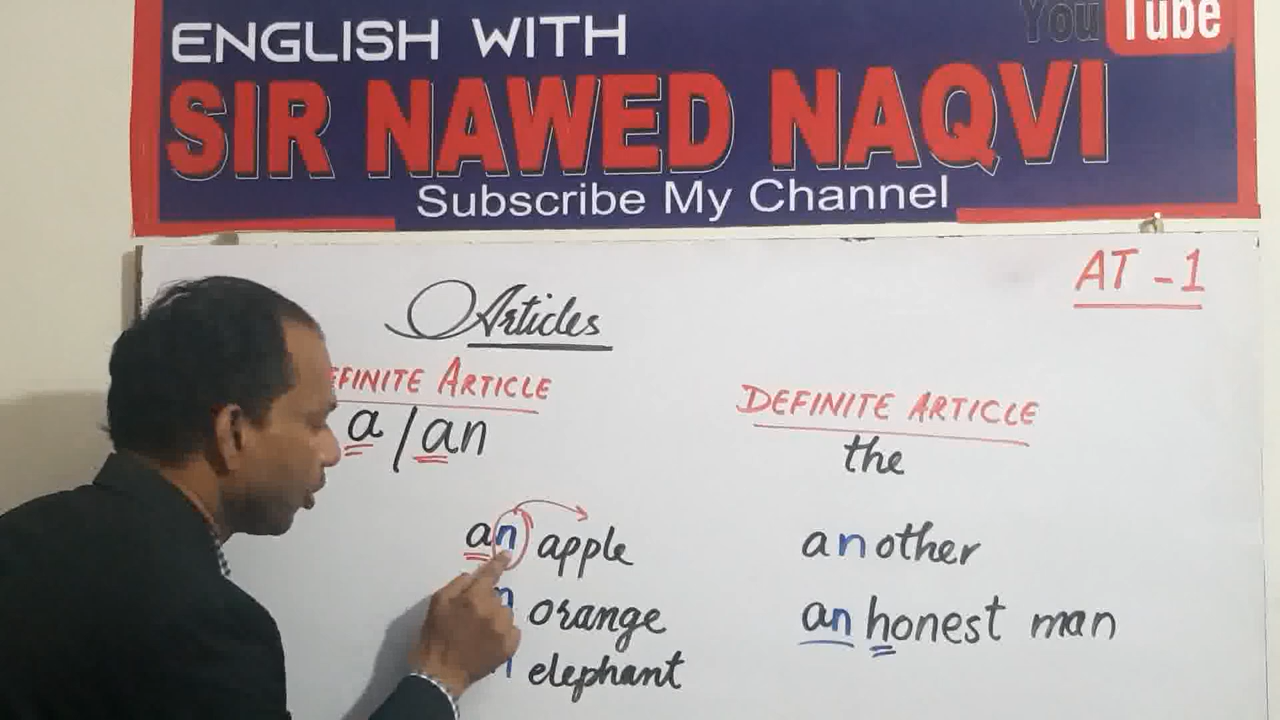 YouTube
ENGLISH WITH
SIR NAWED NAQVI
Subscribe My Channel
AT - 1
Articles
EFINITE ARTICLE
a / an
DEFINITE ARTICLE
the
an apple
n orange
elephant
another
an honest man